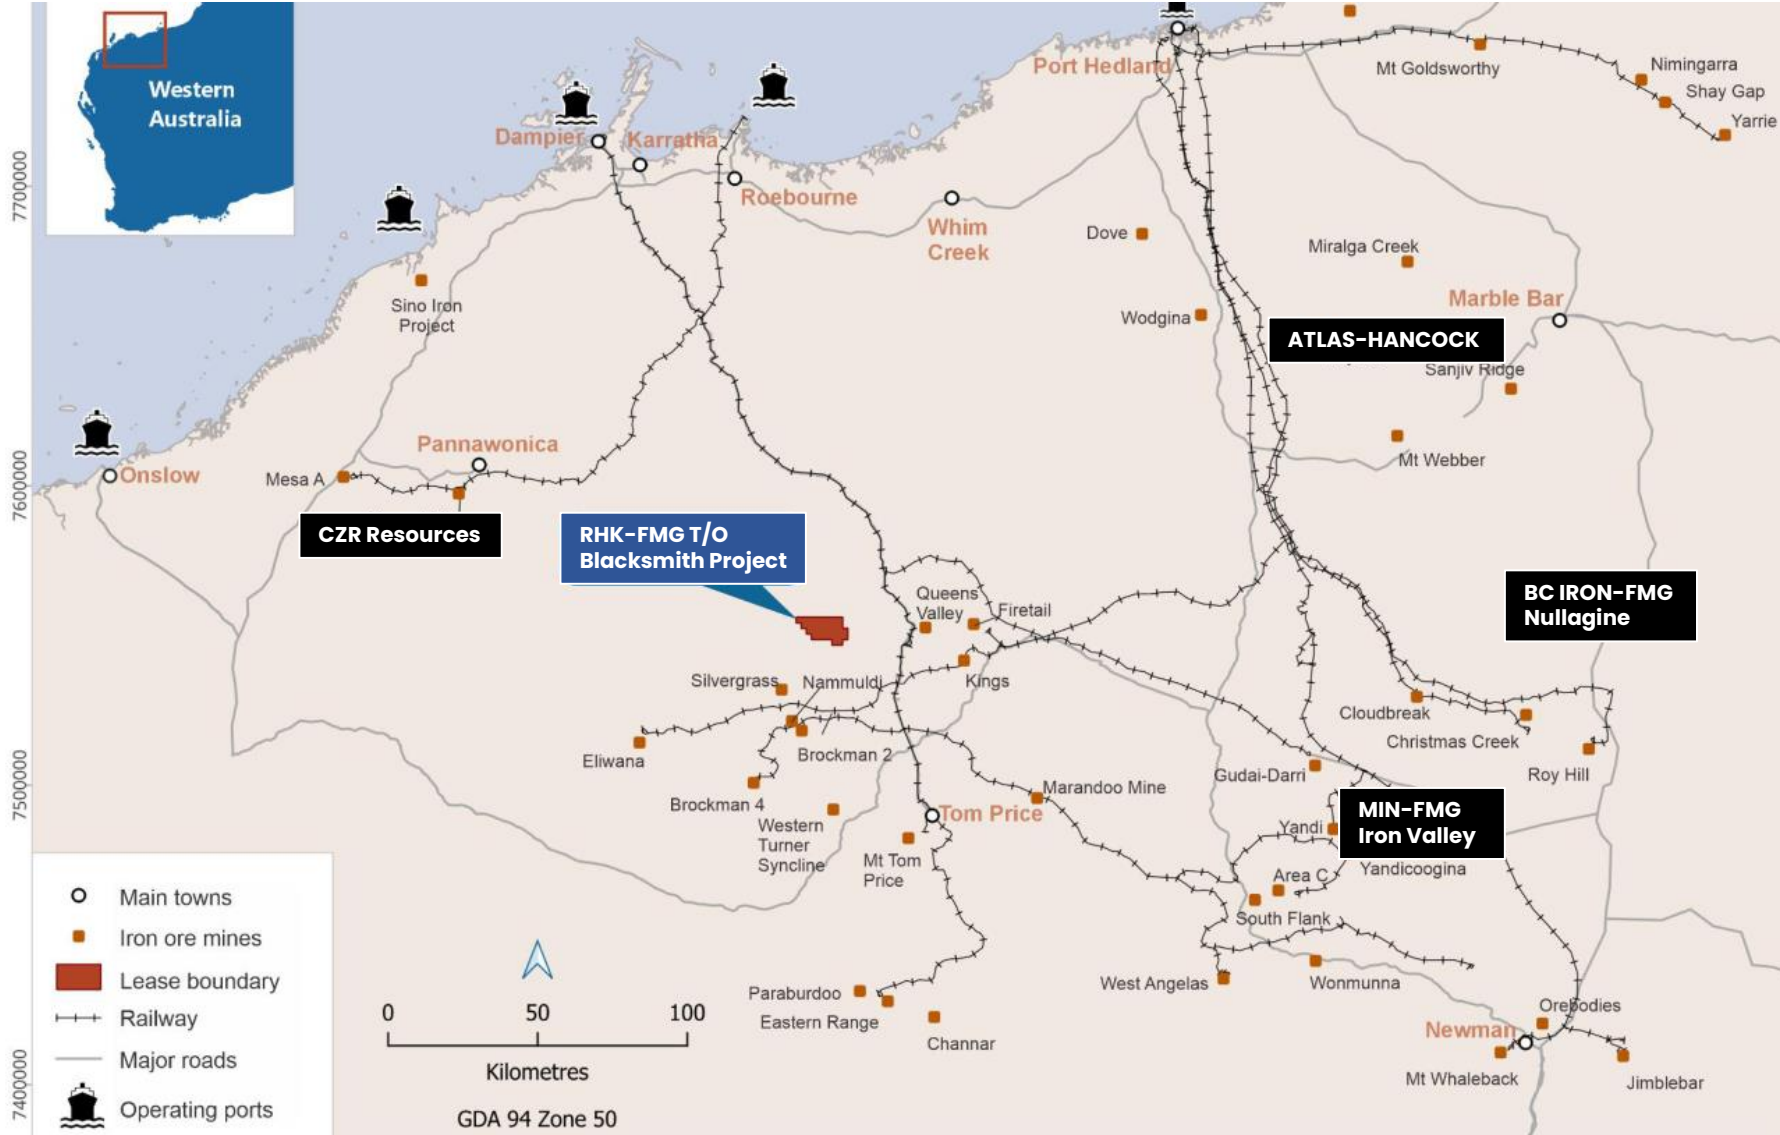 Western
Australia
Port Hedland
Mt Goldsworthy
Nimingarra
Shay Gap
Yarrie
Dampier
Karratha
Roebourne
Whim
Creek
Dove
Miralga Creek
Marble Bar
Wodgina
ATLAS-HANCOCK
Sanjiv Ridge
Mt Webber
Sino Iron
Project
Onslow
Pannawonica
Mesa A
CZR Resources
RHK-FMG T/O
Blacksmith Project
Queens
Valley
Firetail
Kings
BC IRON-FMG
Nullagine
Silvergrass
Nammuldi
Cloudbreak
Christmas Creek
Roy Hill
Eliwana
Brockman 2
Brockman 4
Gudai-Darri
Marandoo Mine
Tom Price
Western
Turner
Syncline
Mt Tom
Price
MIN-FMG
Iron Valley
Yandi
Yandicoogina
Area C
South Flank
West Angelas
Wonmunna
Paraburdoo
Eastern Range
Channar
Orebodies
Newman
Mt Whaleback
Jimblebar
7700000
7600000
7500000
7400000
Main towns
Iron ore mines
Lease boundary
Railway
Major roads
Operating ports
0 50 100
Kilometres
GDA 94 Zone 50